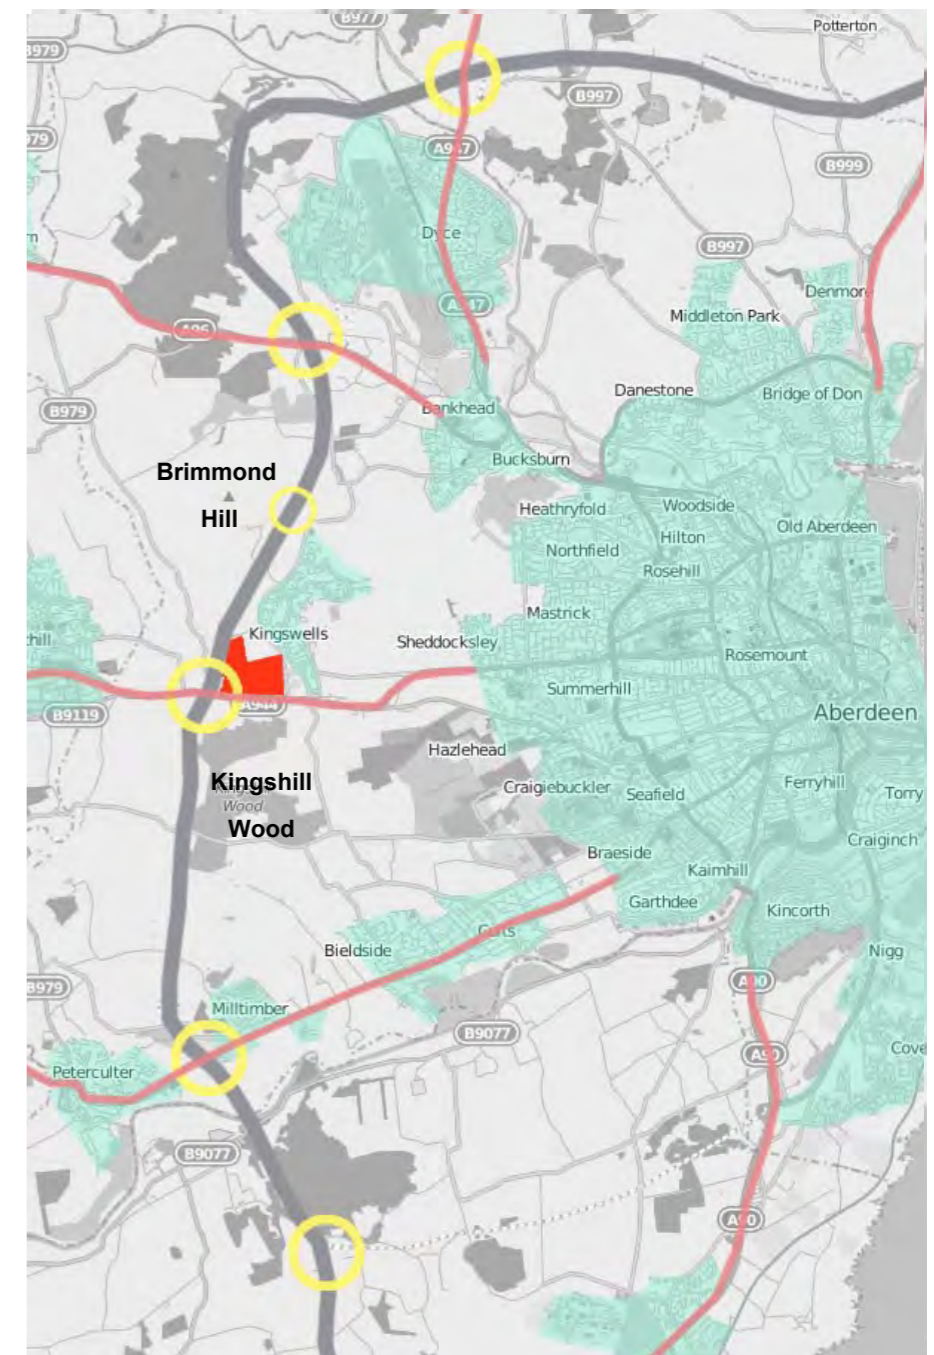 B977
Potterton
B979
B997
A947
B999
Dyce
B997
A947
Denmore
Middleton Park
A96
Danestone
Bridge of Don
B979
Bankhead
Brimmond
Hill
Bucksburn
Heathryfold
Woodside
Old Aberdeen
Hilton
Northfield
Rosehill
Mastrick
Kingswells
Sheddocksley
Rosemount
Summerhill
A944
B9119
Aberdeen
Hazlehead
Kingshill
Wood
Wood
Craigiebuckler
Seafield
Ferryhill
Torry
Craiginch
Braeside
Kaimhill
Garthdee
Kincorth
Cults
Bieldside
Nigg
A90
B979
Milltimber
B9077
A90
Cove
Peterculter
B9077
A90